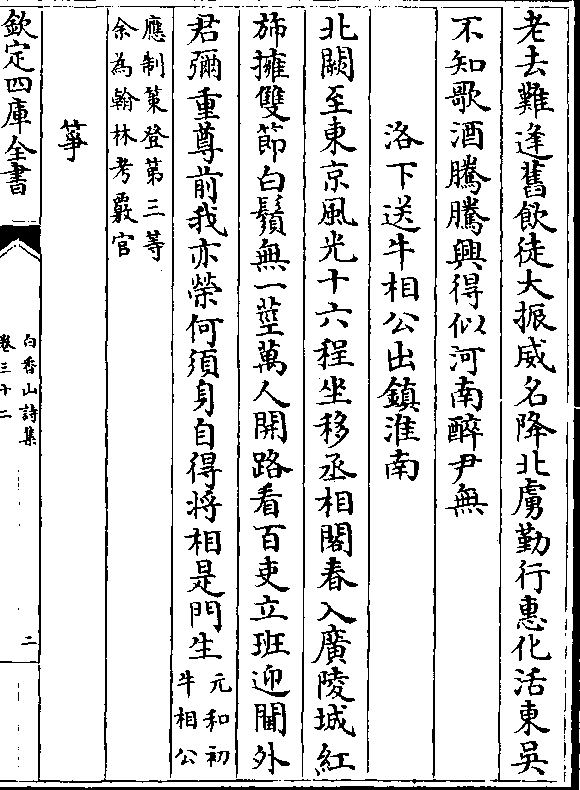 老去難逢舊飲徒大振威名降北虜勤行惠化活東吳
不知歌酒騰騰興得似河南醉尹無
洛下送牛相公出鎮淮南
北闕至東京風光十六程坐移丞相閣春入廣陵城紅
斾擁雙節白鬚無一莖萬人開路看百吏立班迎閫外
君彌重尊前我亦榮何須身自得將相是門生元和初
牛相公
應制策登第三等
余為翰林考覈官
箏
欽定四庫全書
白香山詩集
卷三十二
二